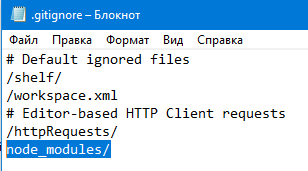 .gitignore – Блокнот
Файл Правка Формат Вид Справка
# Default ignored files
/shelf/
/workspace.xml
# Editor-based HTTP Client requests
/httpRequests/
node_modules/